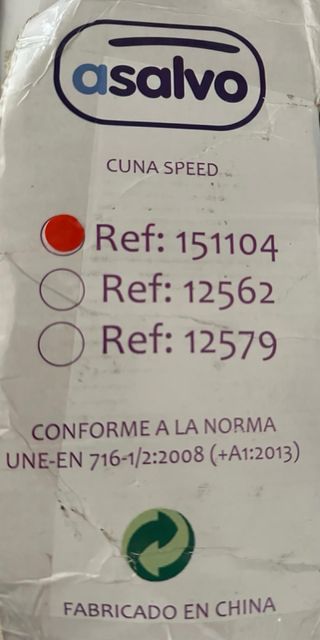 asalvo
CUNA SPEED
Ref: 151104
Ref: 12562
Ref: 12579
CONFORME A LA NORMA
UNE-EN 716-1/2:2008 (+A1:2013)
FABRICADO EN CHINA